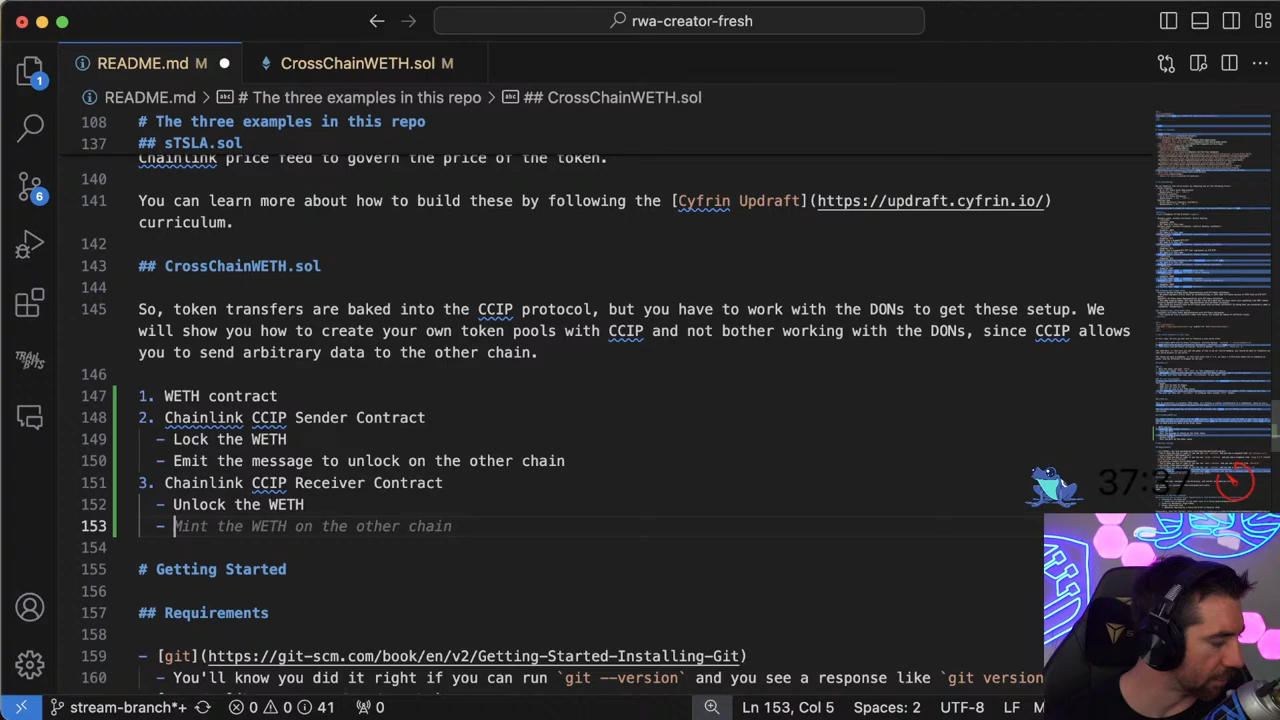 rwa-creator-fresh
README.md M
CrossChainWETH.sol M
README.md > # The three examples in this repo > ## CrossChainWETH.sol
108 # The three examples in this repo
137 ## sTSLA.sol
Chainlink price feed to govern the price of the token.
140
141 You can learn more about how to build these by following the [Cyfrin Updraft](https://updraft.cyfrin.io/)
curriculum.
142
143 ## CrossChainWETH.sol
144
145 So, token transfers are built into the CCIP protocol, but you have to work with the DONs to get these setup. We
will show you how to create your own token pols with CCIP and not bother working with the DONs, since CCIP allows
you to send arbitrary data to the other chain.
146
147 1. WETH contract
148 2. Chainlink CCIP Sender Contract
149 - Lock the WETH
150 - Emit the message to unlock on the other chain
151 3. Chainlink CCIP Receiver Contract
152 - Unlock the WETH
153 - Mint the WETH on the other chain
154
155 # Getting Started
156
157 ## Requirements
158
159 - [git](https://git-scm.com/book/en/v2/Getting-Started-Installing-Git)
160 - You'll know you did it right if you can run `git --version` and you see a response like `git version
1
6
TRAIL OF BITS
stream-branch*+ 0 0 41 0 Ln 153, Col 5 Spaces: 2 UTF-8 LF M